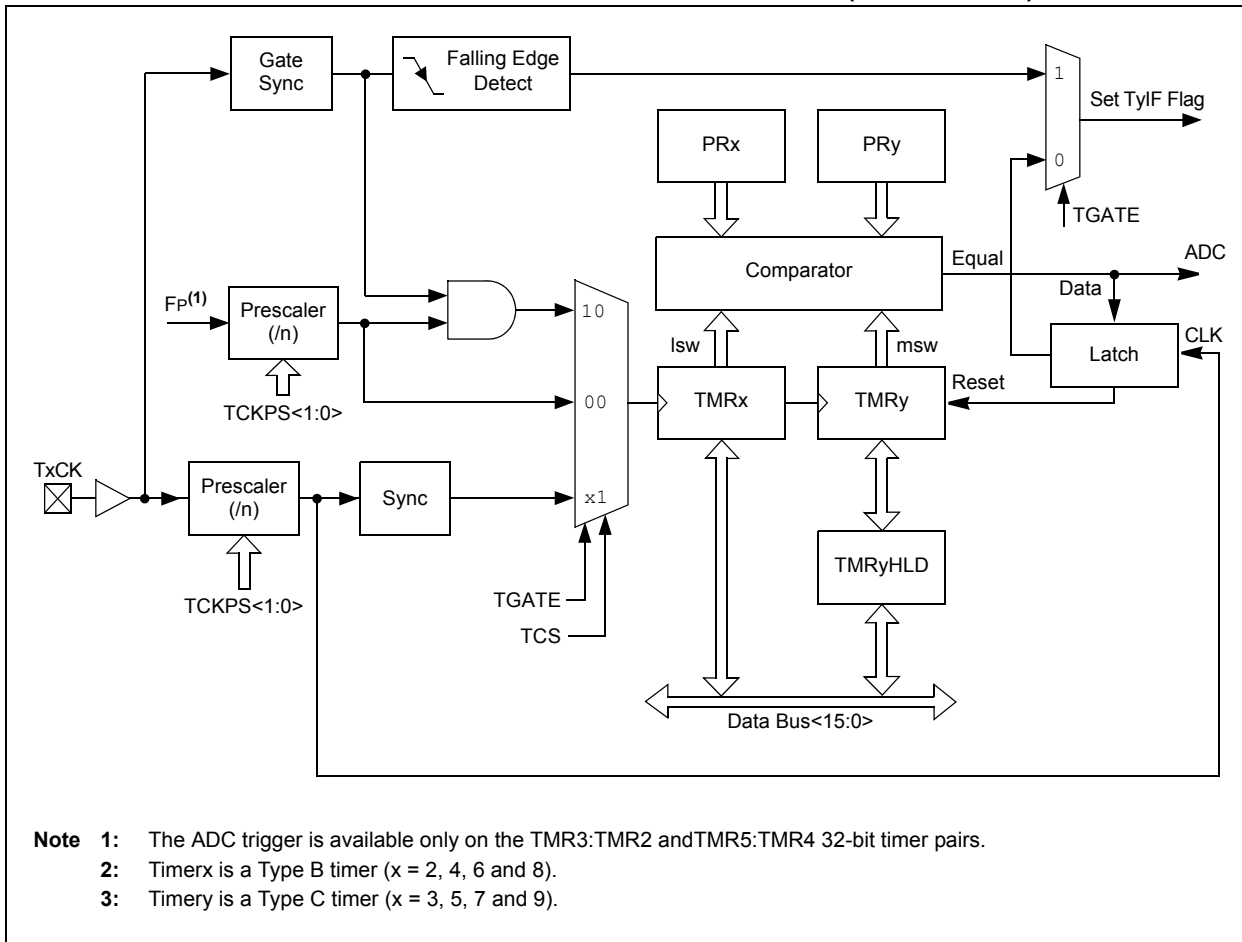 Gate
Sync
Falling Edge
Detect
1
Set TyIF Flag
0
TGATE
PRx
PRy
Comparator
Equal
ADC
Data
FP(1)
Prescaler
(/n)
TCKPS<1:0>
10
00
x1
lsw
msw
Latch
CLK
Reset
TMRx
TMRy
TxCK
Prescaler
(/n)
Sync
TCKPS<1:0>
TGATE
TCS
TMRyHLD
Data Bus<15:0>
Note 1: The ADC trigger is available only on the TMR3:TMR2 andTMR5:TMR4 32-bit timer pairs.
2: Timerx is a Type B timer (x = 2, 4, 6 and 8).
3: Timery is a Type C timer (x = 3, 5, 7 and 9).